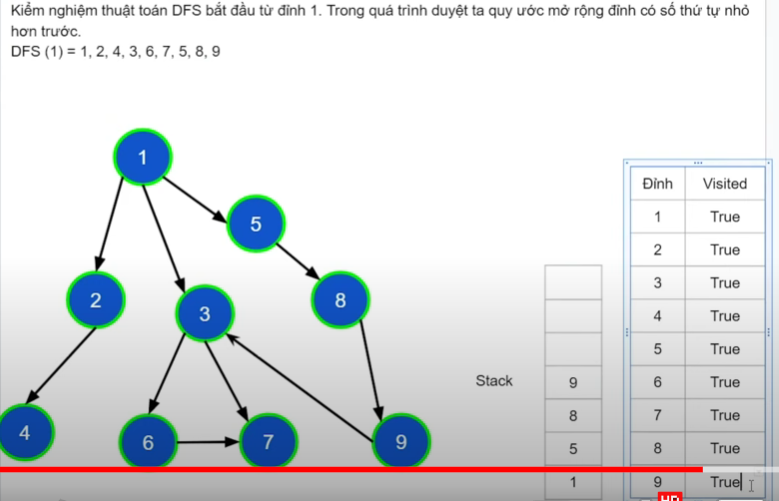 Kiểm nghiệm thuật toán DFS bắt đầu từ đỉnh 1. Trong quá trình duyệt ta quy ước mở rộng đỉnh có số thứ tự nhỏ
hơn trước.
DFS (1) = 1, 2, 4, 3, 6, 7, 5, 8, 9
1
5
2
3
8
4
6
7
9
Stack
9
8
5
1
Đỉnh Visited
1 True
2 True
3 True
4 True
5 True
6 True
7 True
8 True
9 True
HD